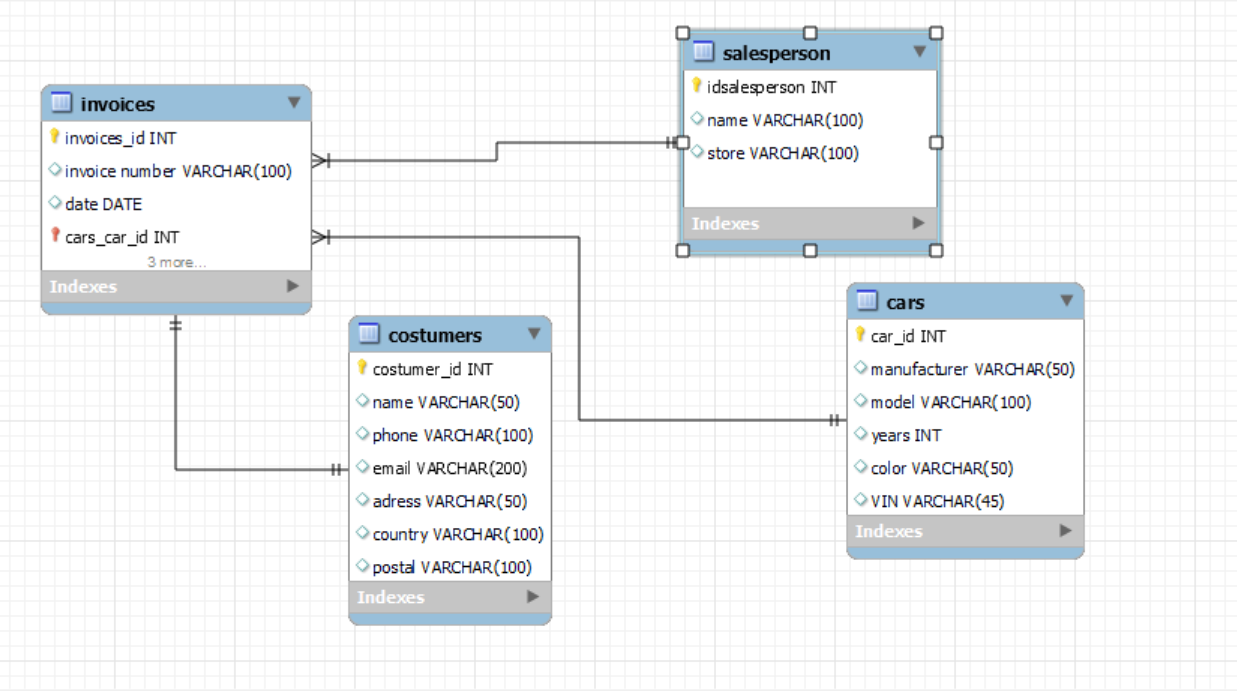 invoices
invoices_id INT
invoice number VARCHAR(100)
date DATE
cars_car_id INT
3 more...
Indexes
salesperson
idsalesperson INT
name VARCHAR(100)
store VARCHAR(100)
Indexes
costumers
costumer_id INT
name VARCHAR(50)
phone VARCHAR(100)
email VARCHAR(200)
adress VARCHAR(50)
country VARCHAR(100)
postal VARCHAR(100)
Indexes
cars
car_id INT
manufacturer VARCHAR(50)
model VARCHAR(100)
years INT
color VARCHAR(50)
VIN VARCHAR(45)
Indexes